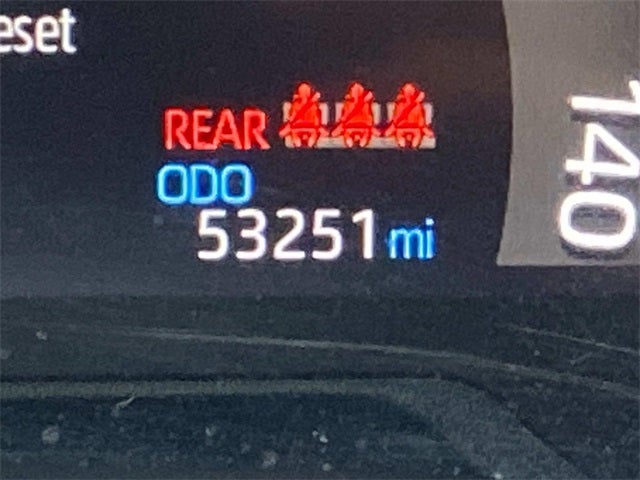 eset
REAR
ODO
53251 mi
140